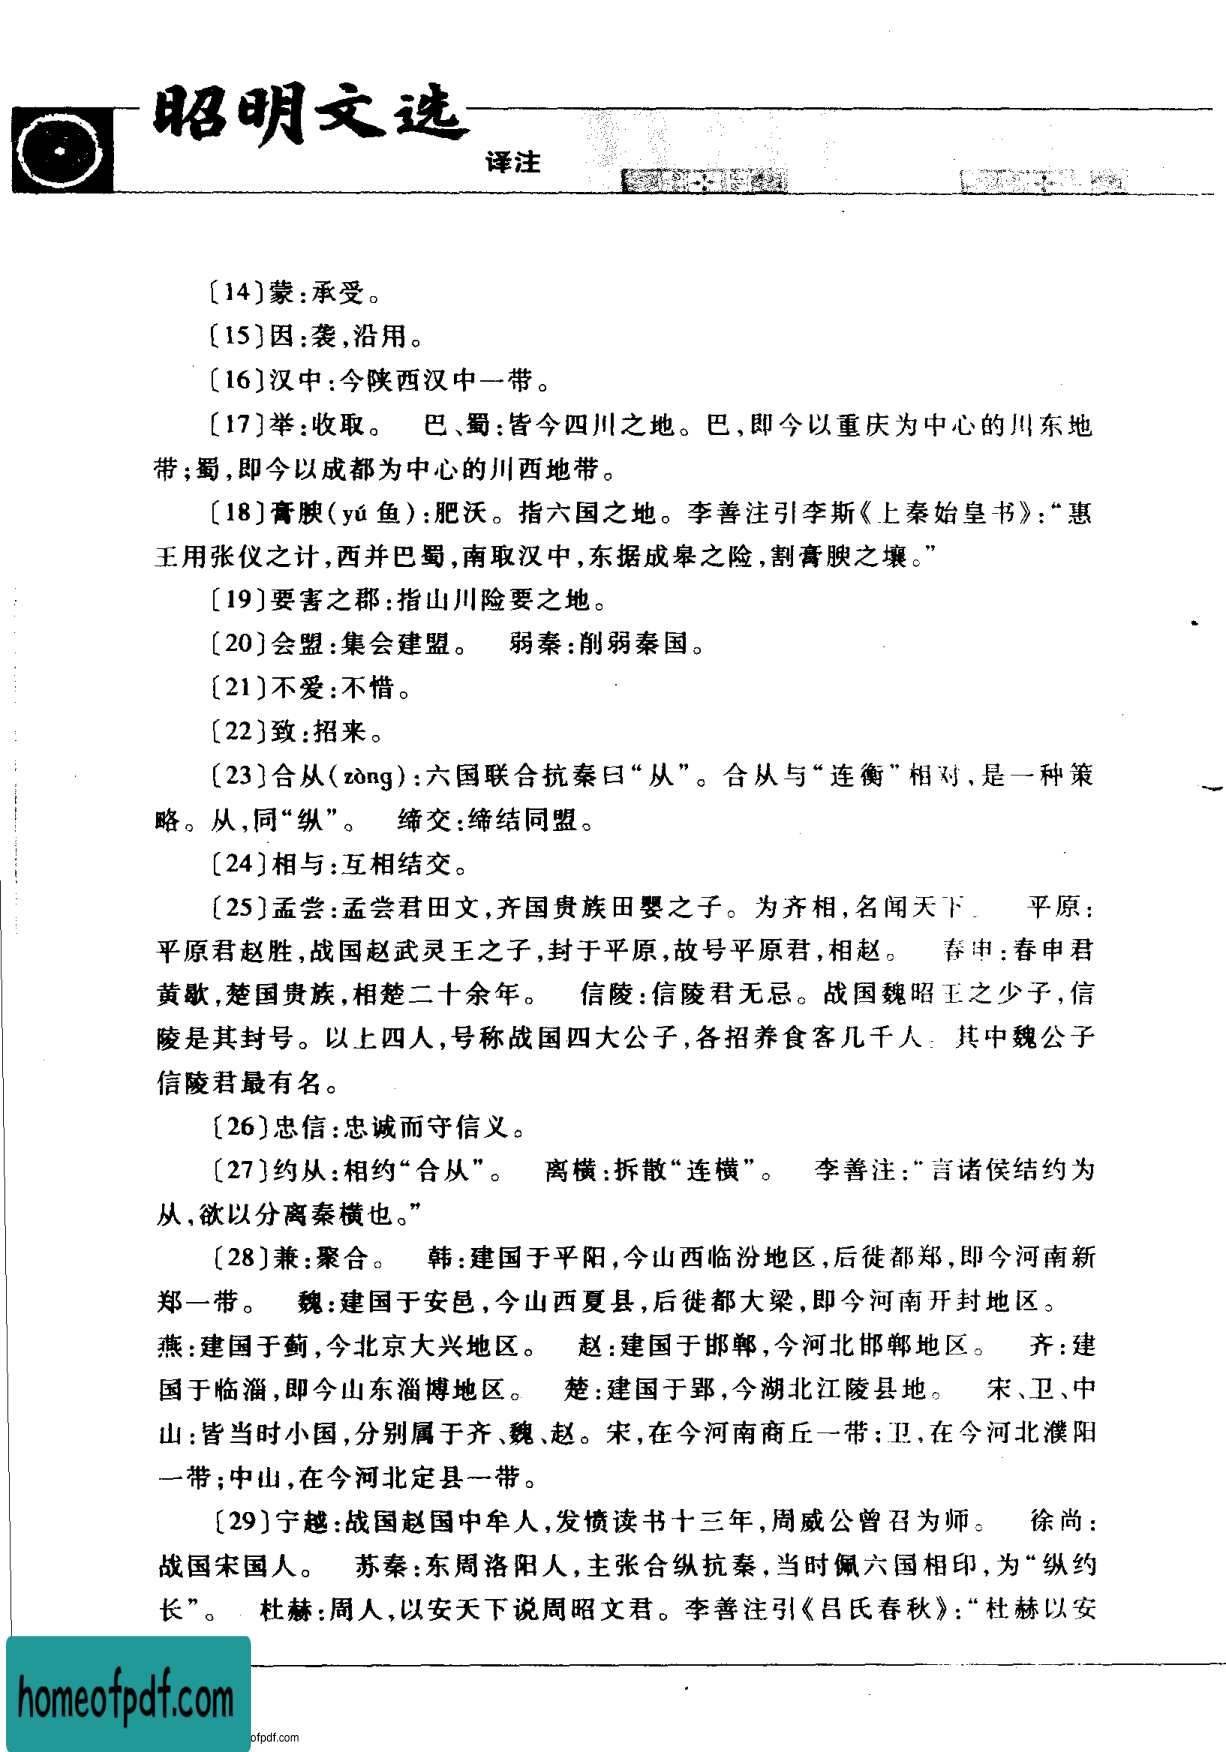 昭明文选
译注
〔14〕蒙:承受。
〔15〕因:袭,沿用。
〔16〕汉中:今陕西汉中一带。
〔17〕举:收取。　巴、蜀:皆今四川之地。巴,即今以重庆为中心的川东地
带;蜀,即今以成都为中心的川西地带。
〔18〕膏腴(yú 鱼):肥沃。指六国之地。李善注引李斯《上秦始皇书》:“惠
王用张仪之计,西并巴蜀,南取汉中,东据成皋之险,割膏腴之壤。”
〔19〕要害之郡:指山川险要之地。
〔20〕会盟:集会建盟。　弱秦:削弱秦国。
〔21〕不爱:不惜。
〔22〕致:招来。
〔23〕合从(zòng):六国联合抗秦曰“从”。合从与“连衡”相对,是一种策
略。从,同“纵”。　缔交:缔结同盟。
〔24〕相与:互相结交。
〔25〕孟尝:孟尝君田文,齐国贵族田婴之子。为齐相,名闻天下。　平原:
平原君赵胜,战国赵武灵王之子,封于平原,故号平原君,相赵。　春申:春申君
黄歇,楚国贵族,相楚二十余年。　信陵:信陵君无忌。战国魏昭王之少子,信
陵是其封号。以上四人,号称战国四大公子,各招养食客几千人。其中魏公子
信陵君最有名。
〔26〕忠信:忠诚而守信义。
〔27〕约从:相约“合从”。　离横:拆散“连横”。　李善注:“言诸侯结约为
从,欲以分离秦横也。”
〔28〕兼:聚合。　韩:建国于平阳,今山西临汾地区,后徙都郑,即今河南新
郑一带。　魏:建国于安邑,今山西夏县,后徙都大梁,即今河南开封地区。
燕:建国于蓟,今北京大兴地区。　赵:建国于邯郸,今河北邯郸地区。　齐:建
国于临淄,即今山东淄博地区。　楚:建国于郢,今湖北江陵县地。　宋、卫、中
山:皆当时小国,分别属于齐、魏、赵。宋,在今河南商丘一带;卫,在今河北濮阳
一带;中山,在今河北定县一带。
〔29〕宁越:战国赵国中牟人,发愤读书十三年,周威公曾召为师。　徐尚:
战国宋国人。　苏秦:东周洛阳人,主张合纵抗秦,当时佩六国相印,为“纵约
长”。　杜赫:周人,以安天下说周昭文君。李善注引《吕氏春秋》:“杜赫以安
homeofpdf.com
ofpdf.com